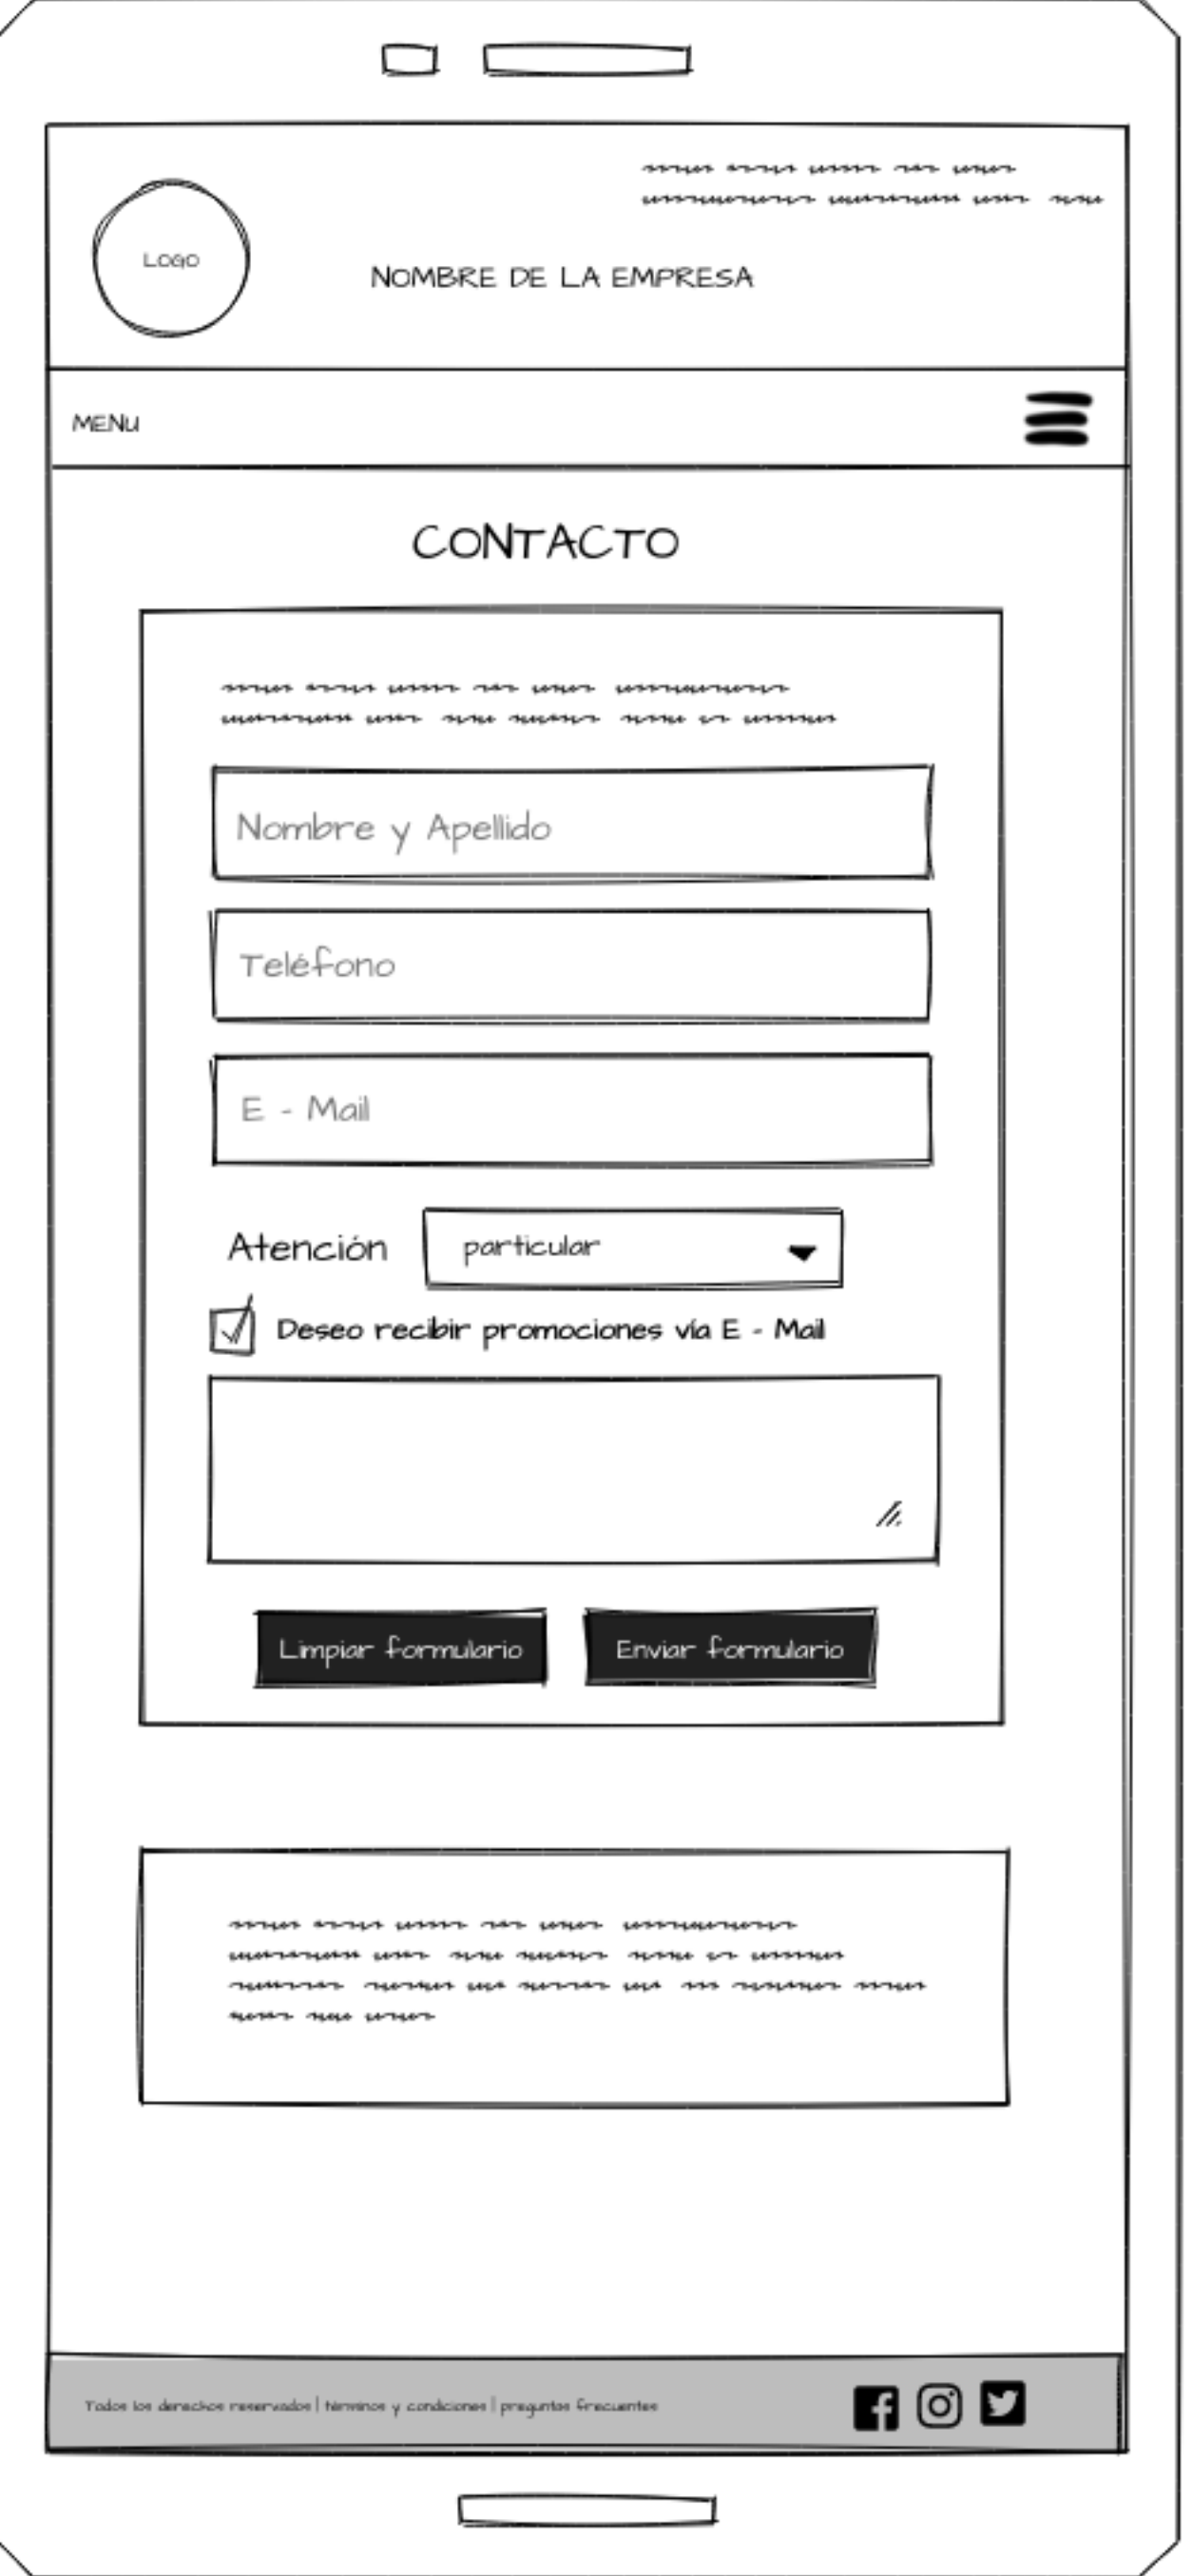 LOGO
NOMBRE DE LA EMPRESA
MENU
CONTACTO
Nombre y Apellido
Teléfono
E - Mail
Atención particular
Deseo recibir promociones vía E - Mail
Limpiar formulario Enviar formulario
Todos los derechos reservados | términos y condiciones | preguntas frecuentes